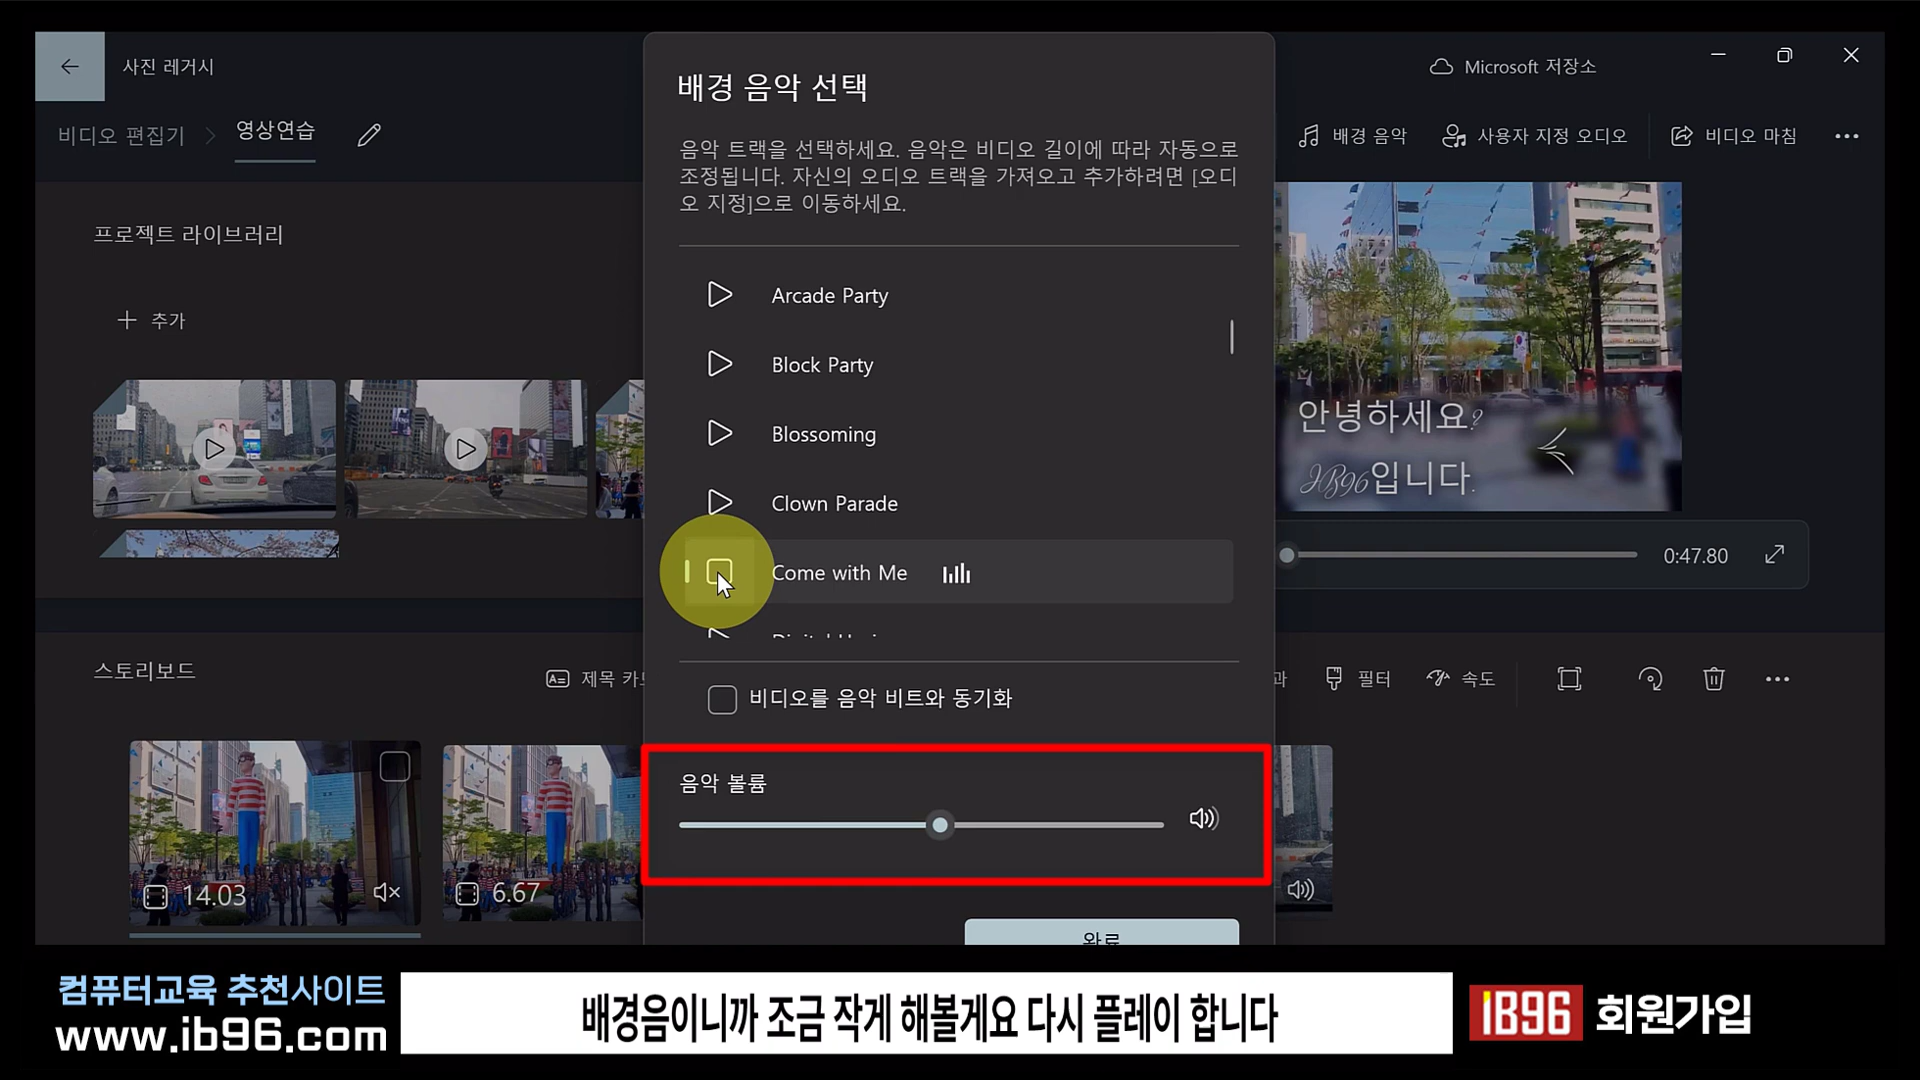 사진 레거시
Microsoft 저장소
비디오 편집기
영상연습
배경 음악
사용자 지정 오디오
비디오 마침
배경 음악 선택
음악 트랙을 선택하세요. 음악은 비디오 길이에 따라 자동으로
조정됩니다. 자신의 오디오 트랙을 가져오고 추가하려면 [오디
오 지정]으로 이동하세요.
프로젝트 라이브러리
추가
Arcade Party
Block Party
Blossoming
Clown Parade
Come with Me
안녕하세요?
IB96입니다.
0:47.80
스토리보드
제목 카드
과
필터
속도
비디오를 음악 비트와 동기화
음악 볼륨
14.03
6.67
완료
컴퓨터교육 추천사이트
www.ib96.com
배경음이니까 조금 작게 해볼게요 다시 플레이 합니다
IB96 회원가입